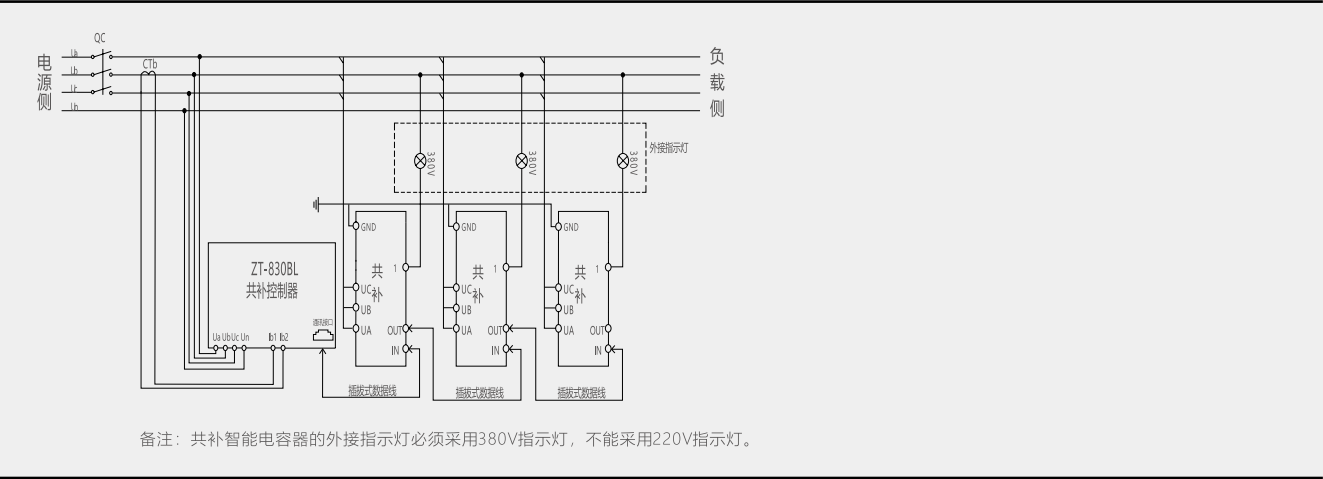 QC
电源侧
Ua
Ub
Uc
Un
CTb
负载侧
380V
380V
380V
外接指示灯
ZT-830BL
共补控制器
通讯接口
Ua Ub Uc Un Ib1 Ib2
GND
共补
1
UC
UB
UA
OUT
IN
GND
共补
1
UC
UB
UA
OUT
IN
GND
共补
1
UC
UB
UA
OUT
IN
插拔式数据线
插拔式数据线
插拔式数据线
备注：共补智能电容器的外接指示灯必须采用380V指示灯，不能采用220V指示灯。